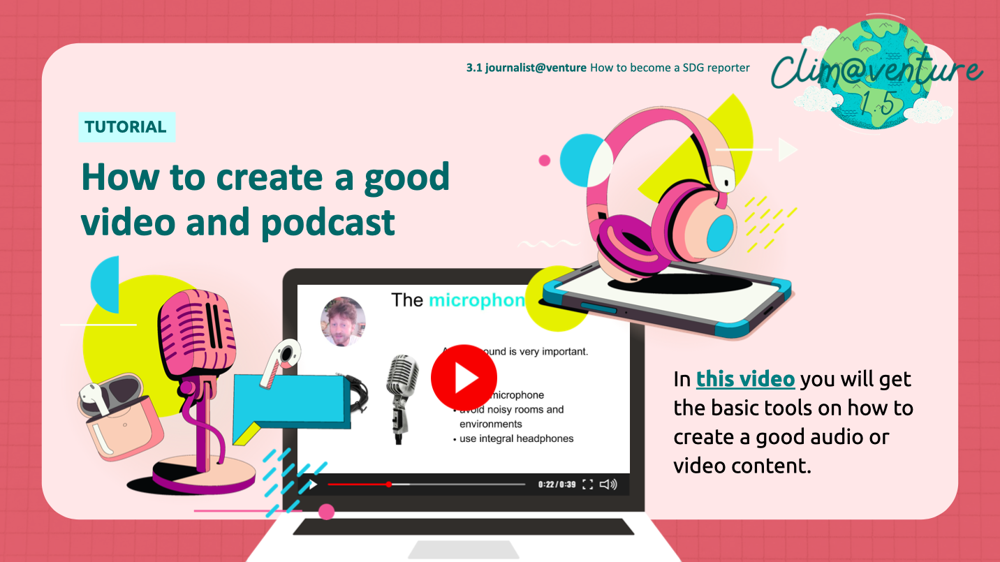 3.1 journalist@venture How to become a SDG reporter
Clim@venture
1.5
TUTORIAL
How to create a good
video and podcast
The microphon
ound is very important.
microphone
• avoid noisy rooms and
environments
• use integral headphones
0:22/0:39
In this video you will get
the basic tools on how to
create a good audio or
video content.